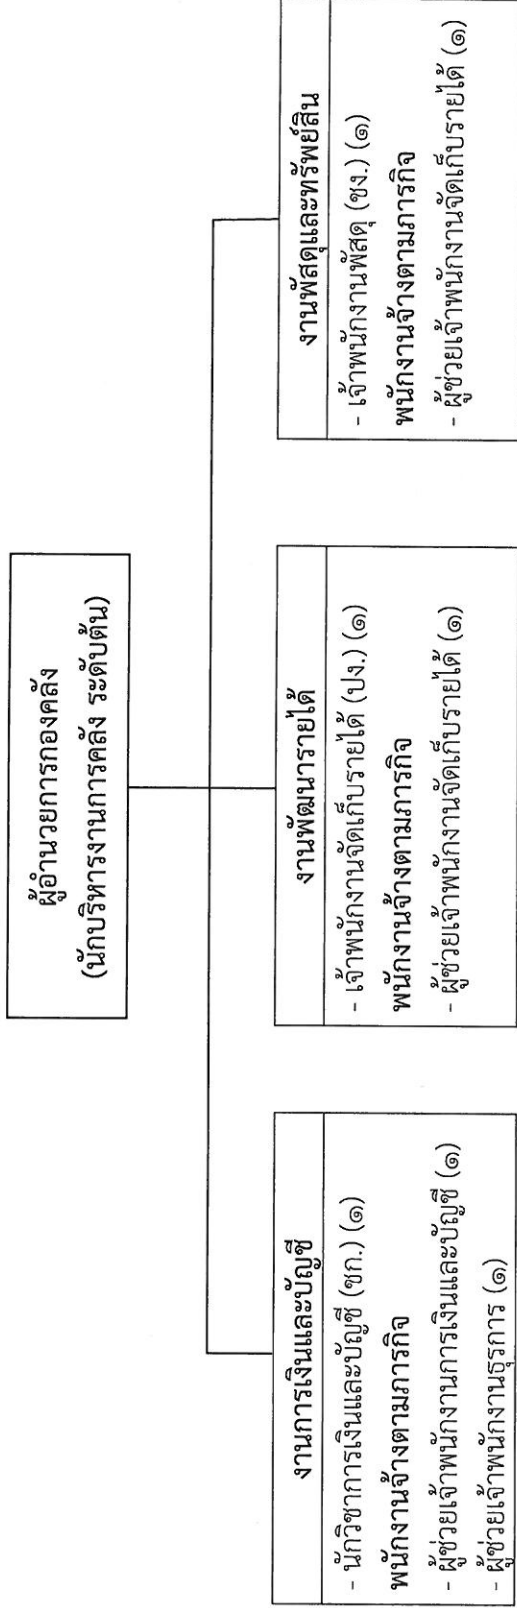 ผู้อำนวยการกองคลัง
(นักบริหารงานการคลัง ระดับต้น)
งานการเงินและบัญชี
- นักวิชาการเงินและบัญชี (ชก.) (๑)
พนักงานจ้างตามภารกิจ
- ผู้ช่วยเจ้าพนักงานการเงินและบัญชี (๑)
- ผู้ช่วยเจ้าพนักงานธุรการ (๑)
งานพัฒนารายได้
- เจ้าพนักงานจัดเก็บรายได้ (ปง.) (๑)
พนักงานจ้างตามภารกิจ
- ผู้ช่วยเจ้าพนักงานจัดเก็บรายได้ (๑)
งานพัสดุและทรัพย์สิน
- เจ้าพนักงานพัสดุ (ชง.) (๑)
พนักงานจ้างตามภารกิจ
- ผู้ช่วยเจ้าพนักงานจัดเก็บรายได้ (๑)